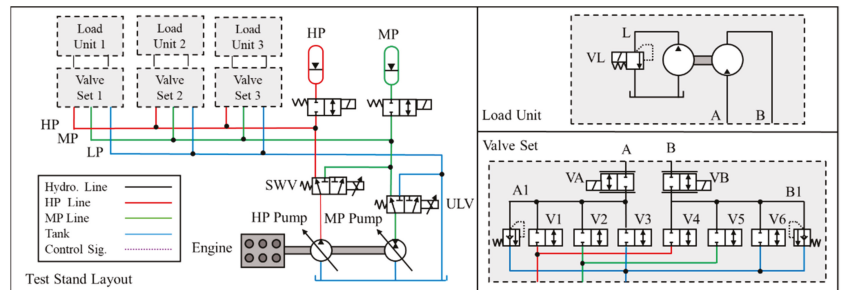 Load
Unit 1
Load
Unit 2
Load
Unit 3
HP
MP
Valve
Set 1
Valve
Set 2
Valve
Set 3
HP
MP
LP
Hydro. Line
HP Line
MP Line
Tank
Control Sig.
SWV
ULV
HP Pump
MP Pump
Engine
Test Stand Layout
L
VL
A
B
Load Unit
Valve Set
A
B
VA
VB
A1
B1
V1
V2
V3
V4
V5
V6